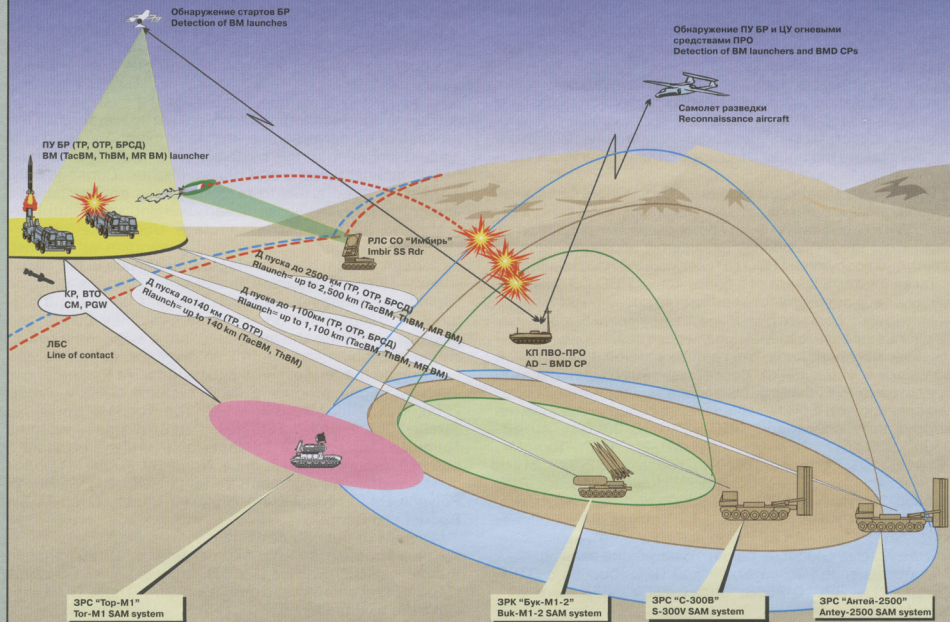 Обнаружение стартов БР
Detection of BM launches
Обнаружение ПУ БР и ЦУ огневыми
средствами ПРО
Detection of BM launchers and BMD CPs
Самолет разведки
Reconnaissance aircraft
ПУ БР (ТР, ОТР, БРСД)
BM (TacBM, ThBM, MR BM) launcher
РЛС СО "Имбирь"
Imbir SS Rdr
Д пуска до 2500 км (ТР, ОТР, БРСД)
Rlaunch= up to 2,500 km (TacBM, ThBM, MR BM)
Д пуска до 1100км (ТР, ОТР, БРСД)
Rlaunch= up to 1,100 km (TacBM, ThBM, MR BM)
Д пуска до140 км (ТР, ОТР)
Rlaunch= up to 140 km (TacBM, ThBM)
КР, ВТО
CM, PGW
ЛБС
Line of contact
КП ПВО-ПРО
AD – BMD CP
ЗРС "Тор-М1"
Tor-M1 SAM system
ЗРК "Бук-М1-2"
Buk-M1-2 SAM system
ЗРС "С-300В"
S-300V SAM system
ЗРС "Антей-2500"
Antey-2500 SAM system